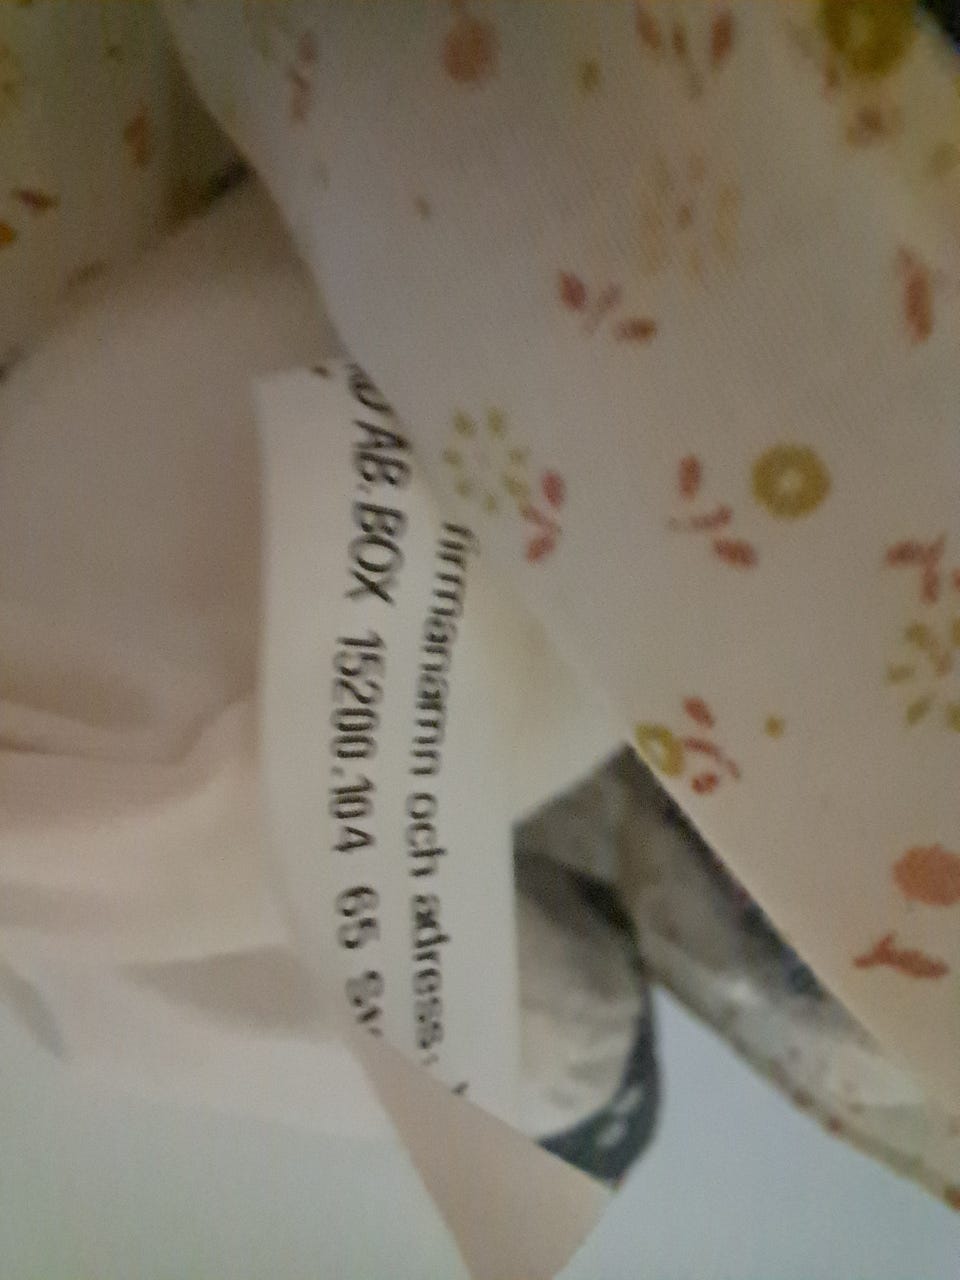 firmanamn och adress:
AB, BOX 15200,104 65